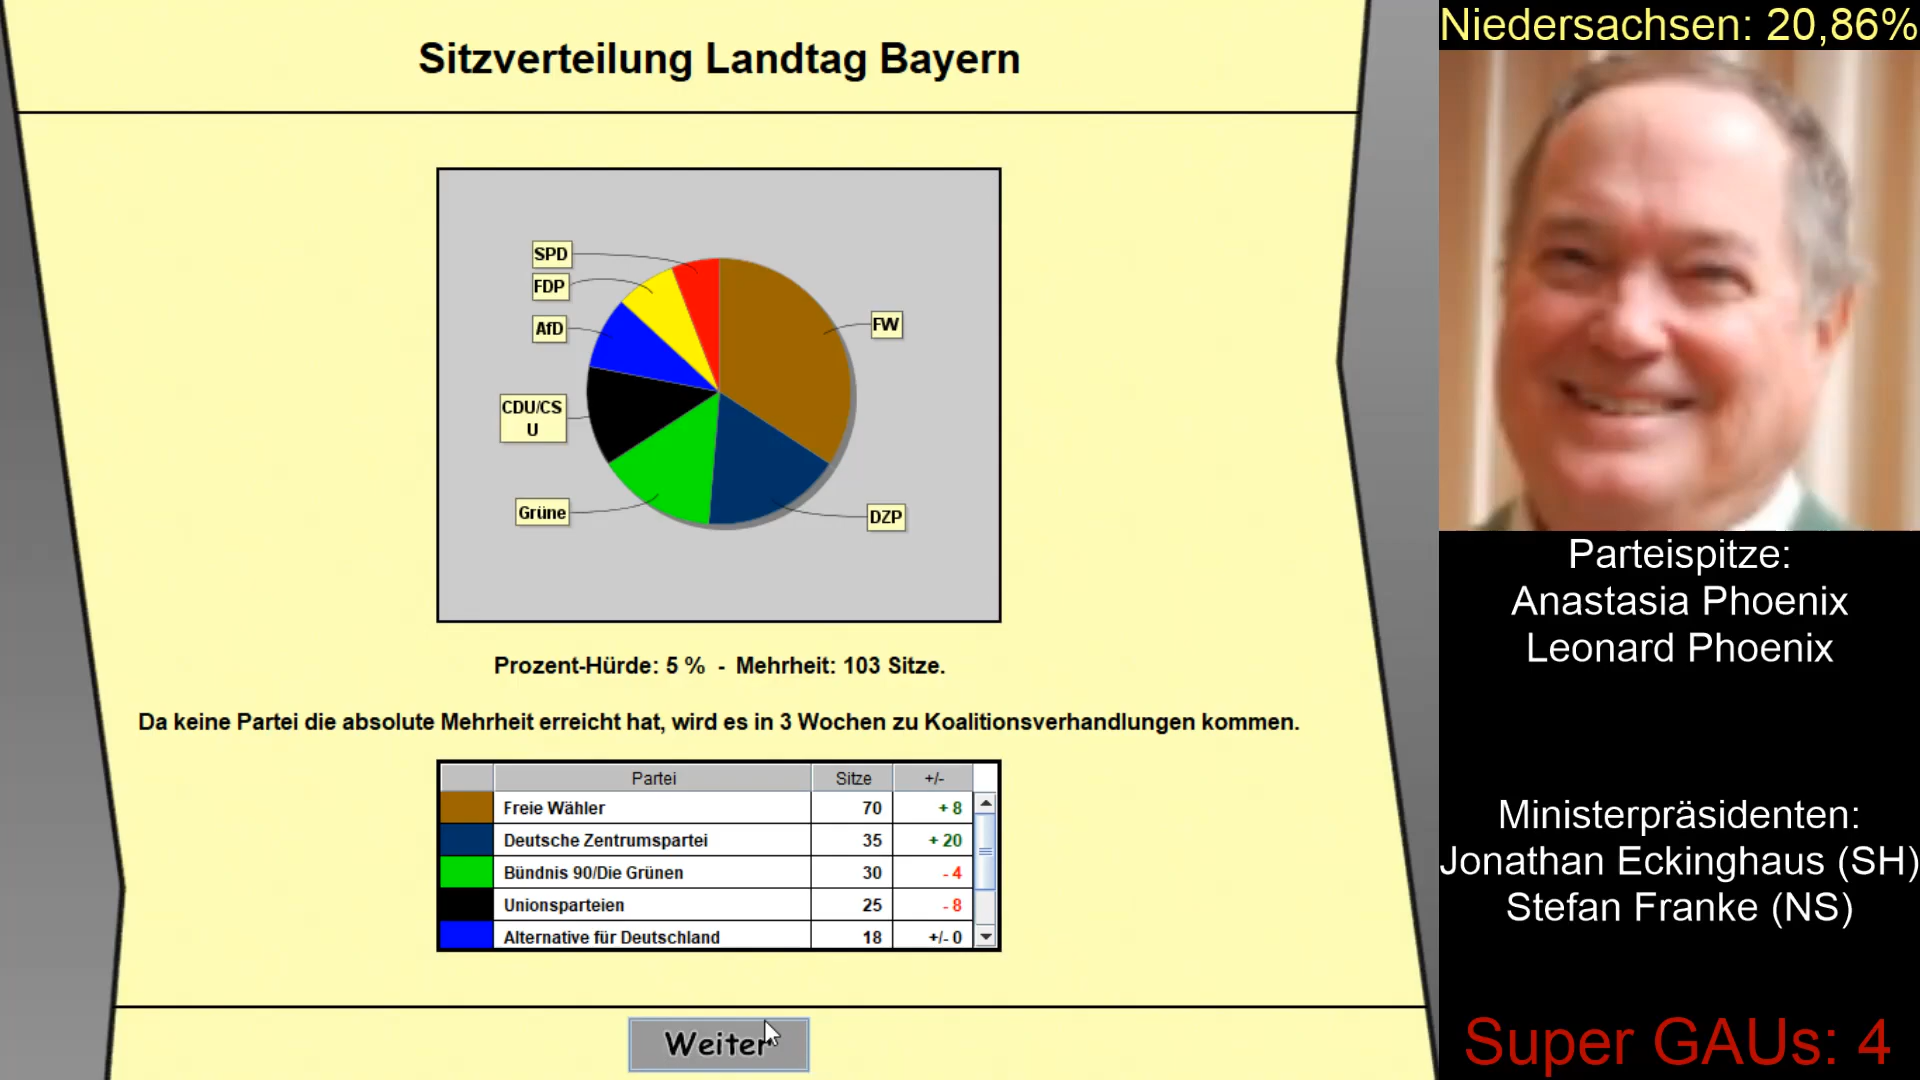 Sitzverteilung Landtag Bayern
SPD
FDP
AfD
CDU/CS
U
Grüne
FW
DZP
Prozent-Hürde: 5 % - Mehrheit: 103 Sitze.
Da keine Partei die absolute Mehrheit erreicht hat, wird es in 3 Wochen zu Koalitionsverhandlungen kommen.
Partei Sitze +/-
Freie Wähler 70 + 8
Deutsche Zentrumspartei 35 + 20
Bündnis 90/Die Grünen 30 - 4
Unionsparteien 25 - 8
Alternative für Deutschland 18 +/- 0
Weiter
Niedersachsen: 20,86%
Parteispitze:
Anastasia Phoenix
Leonard Phoenix
Ministerpräsidenten:
Jonathan Eckinghaus (SH)
Stefan Franke (NS)
Super GAUs: 4